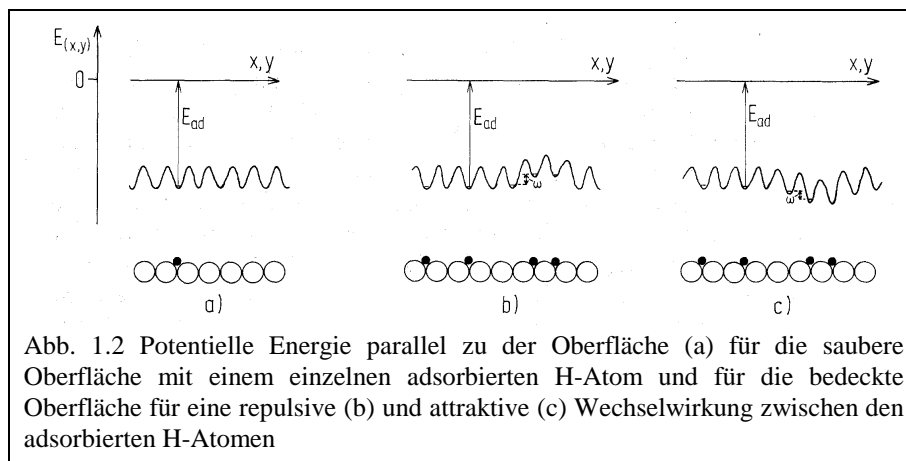 E(x,y)
x,y
x,y
x,y
0
E_ad
E_ad
E_ad
ω
ω
a)
b)
c)
Abb. 1.2 Potentielle Energie parallel zu der Oberfläche (a) für die saubere
Oberfläche mit einem einzelnen adsorbierten H-Atom und für die bedeckte
Oberfläche für eine repulsive (b) und attraktive (c) Wechselwirkung zwischen den
adsorbierten H-Atomen